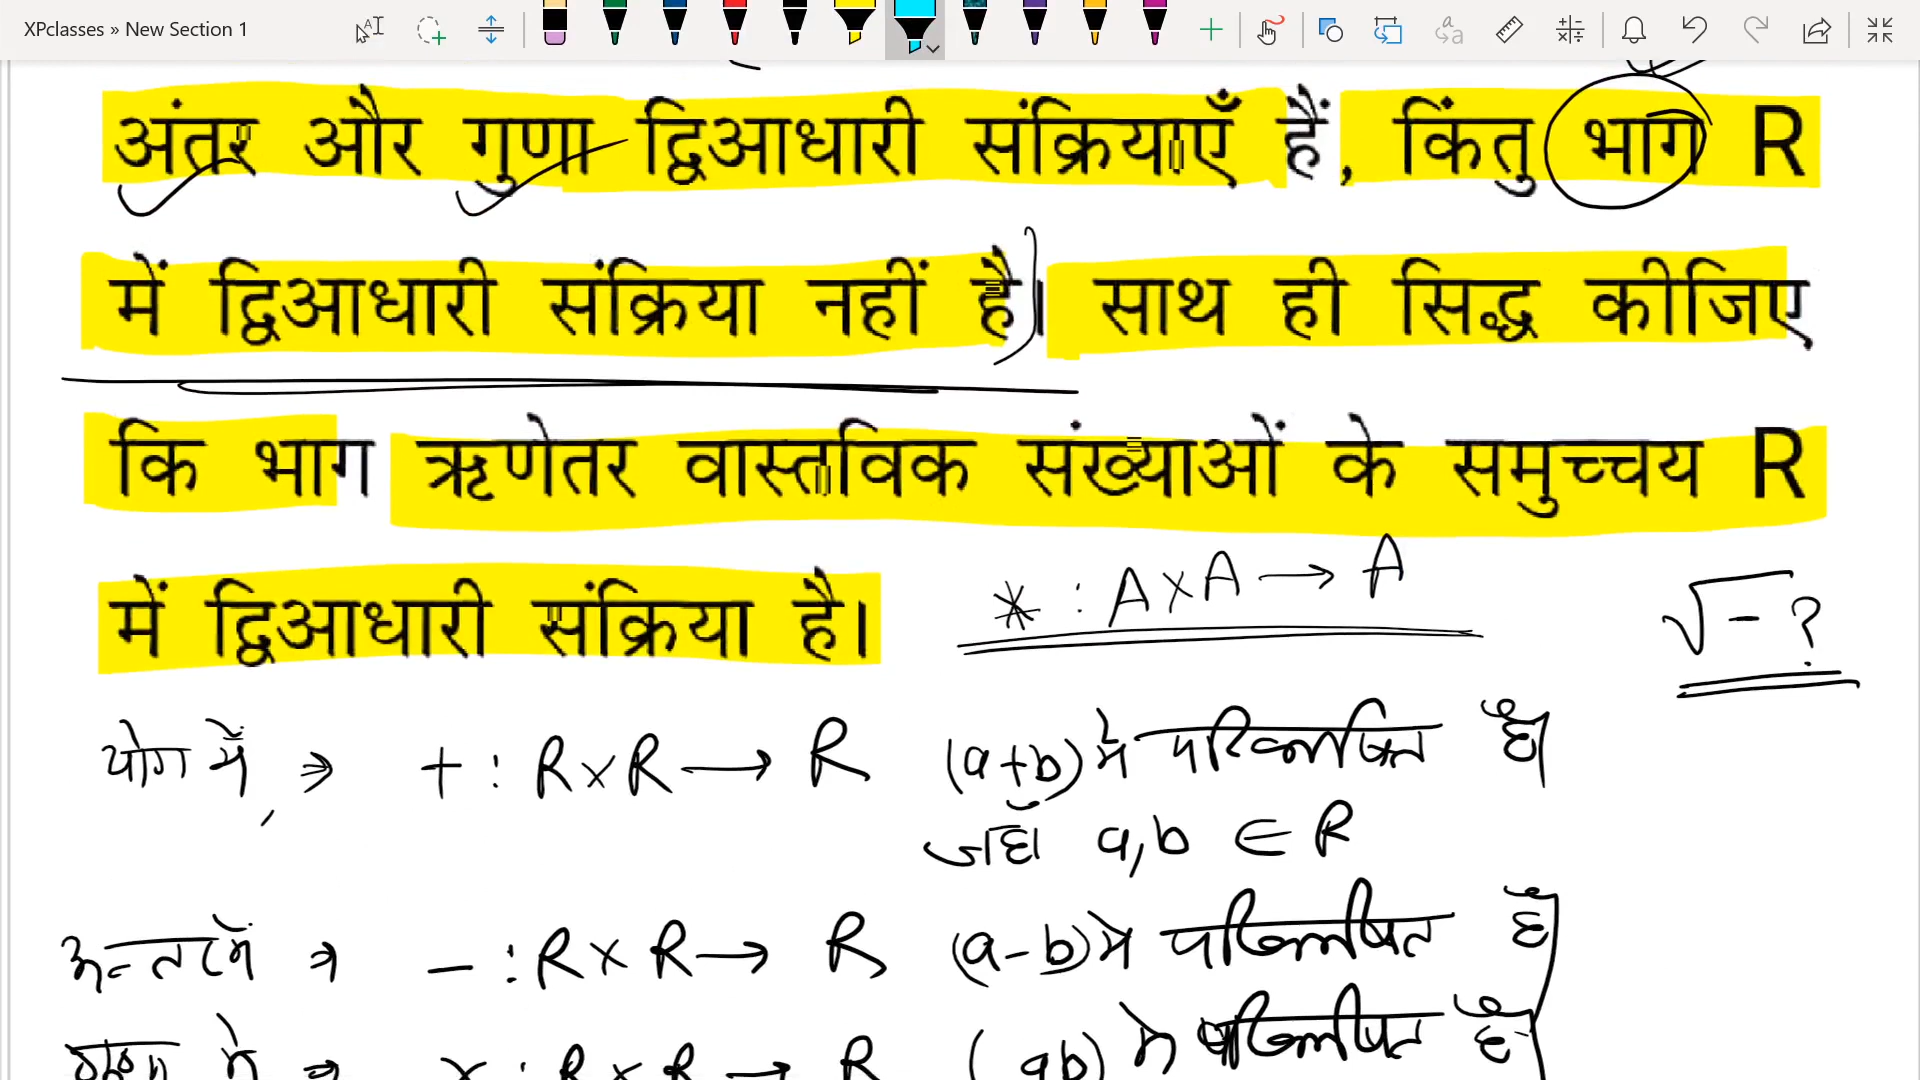 XPclasses » New Section 1
अंतर और गुणा द्विआधारी संक्रियाएँ हैं, किंतु भाग R
में द्विआधारी संक्रिया नहीं है। साथ ही सिद्ध कीजिए
कि भाग ऋणेतर वास्तविक संख्याओं के समुच्चय R
में द्विआधारी संक्रिया है।
* : A × A → A
√- ?
योग में, ⇒ + : R × R → R (a+b) में परिभाषित है।
जहाँ a, b ∈ R
अन्तर में ⇒ - : R × R → R (a-b) में परिभाषित है
में ⇒ × : R × R → R (ab) में परिभाषित है